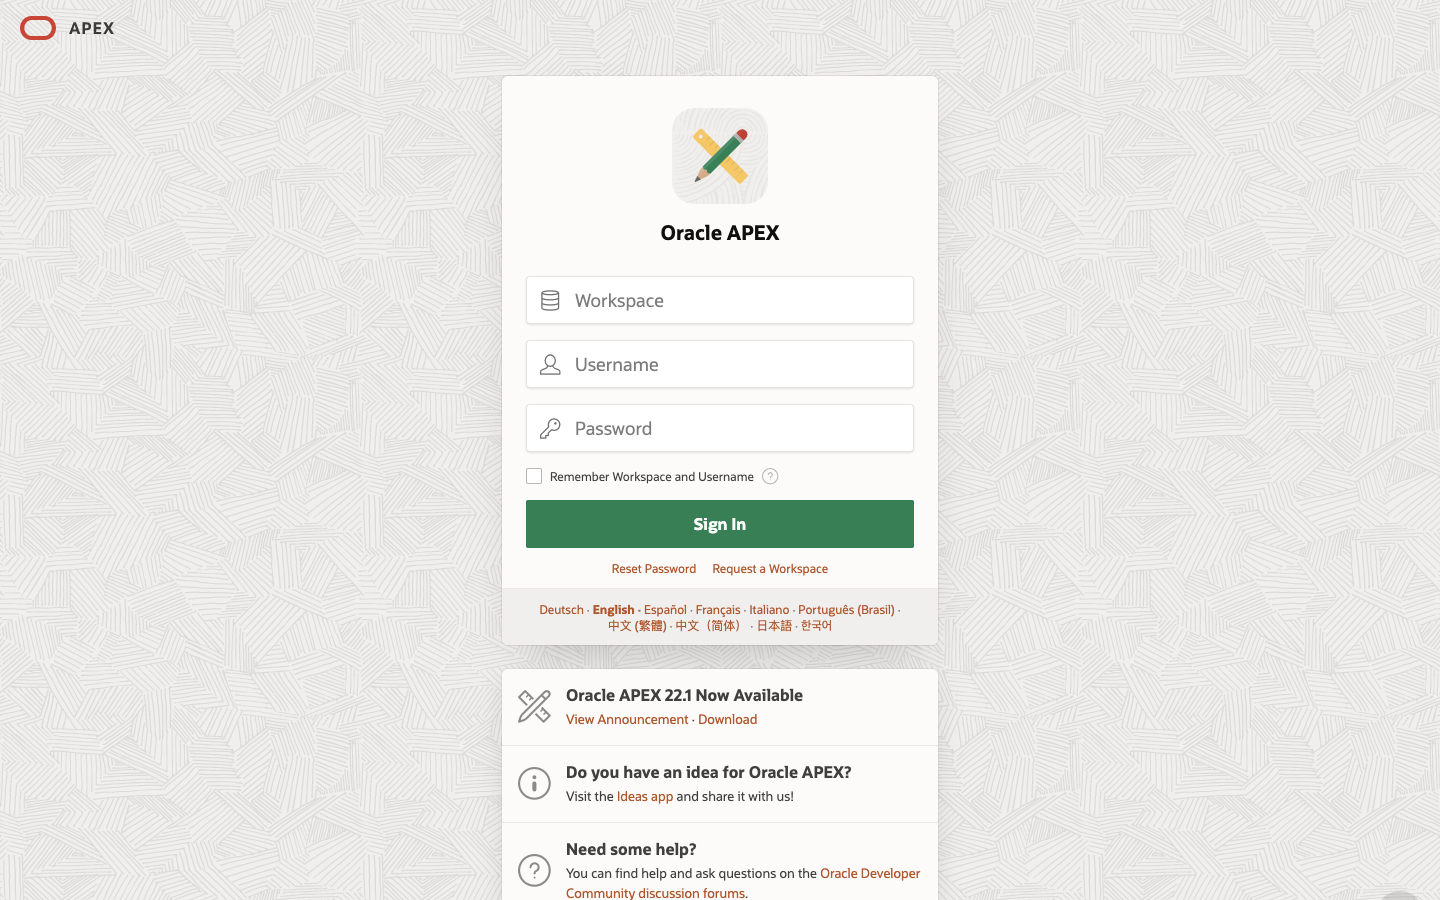 APEX
Oracle APEX
Workspace
Username
Password
Remember Workspace and Username ?
Sign In
Reset Password Request a Workspace
Deutsch · English · Español · Français · Italiano · Português (Brasil) ·
中文 (繁體) · 中文（简体） · 日本語 · 한국어
Oracle APEX 22.1 Now Available
View Announcement · Download
Do you have an idea for Oracle APEX?
Visit the Ideas app and share it with us!
Need some help?
You can find help and ask questions on the Oracle Developer
Community discussion forums.